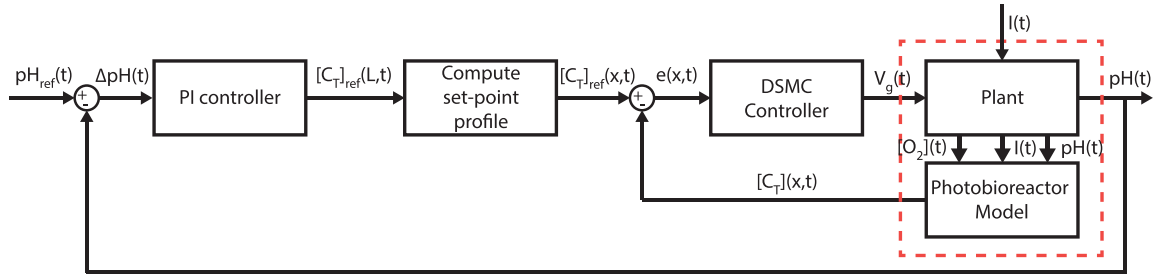 I(t)
pH_ref(t)
+
-
ΔpH(t)
PI controller
[C_T]_ref(L,t)
Compute
set-point
profile
[C_T]_ref(x,t)
+
-
e(x,t)
DSMC
Controller
V_g(t)
Plant
pH(t)
[O_2](t)
I(t)
pH(t)
[C_T](x,t)
Photobioreactor
Model